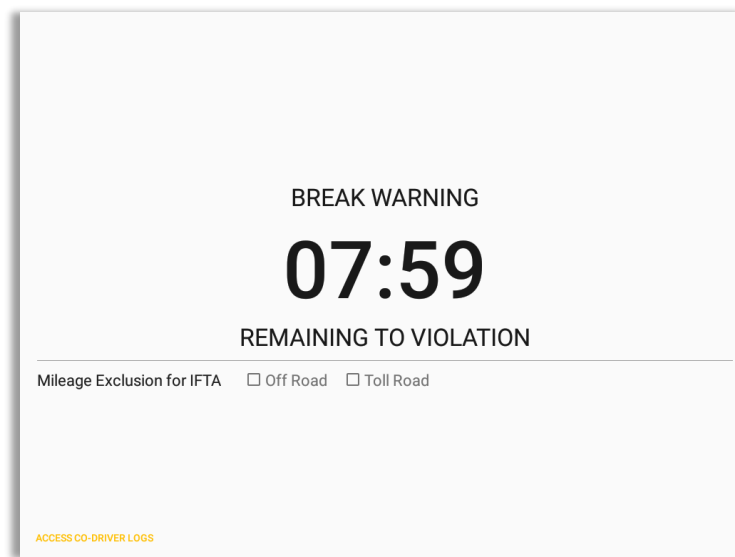 BREAK WARNING
07:59
REMAINING TO VIOLATION
Mileage Exclusion for IFTA Off Road Toll Road
ACCESS CO-DRIVER LOGS